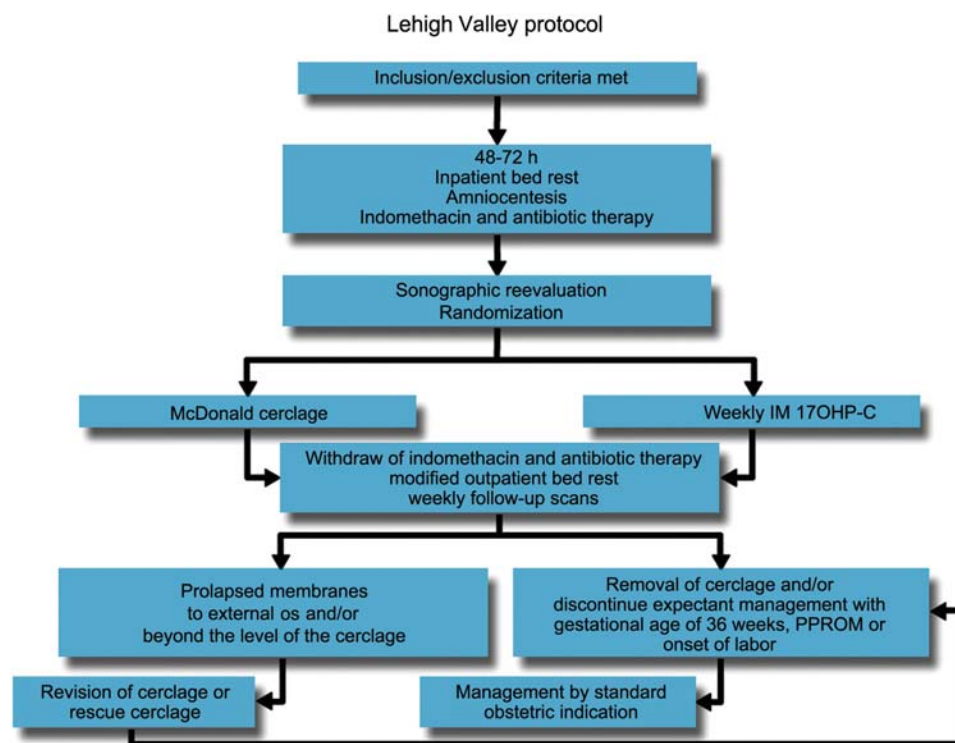 Lehigh Valley protocol
Inclusion/exclusion criteria met
48-72 h
Inpatient bed rest
Amniocentesis
Indomethacin and antibiotic therapy
Sonographic reevaluation
Randomization
McDonald cerclage
Weekly IM 17OHP-C
Withdraw of indomethacin and antibiotic therapy
modified outpatient bed rest
weekly follow-up scans
Prolapsed membranes
to external os and/or
beyond the level of the cerclage
Removal of cerclage and/or
discontinue expectant management with
gestational age of 36 weeks, PPROM or
onset of labor
Revision of cerclage or
rescue cerclage
Management by standard
obstetric indication